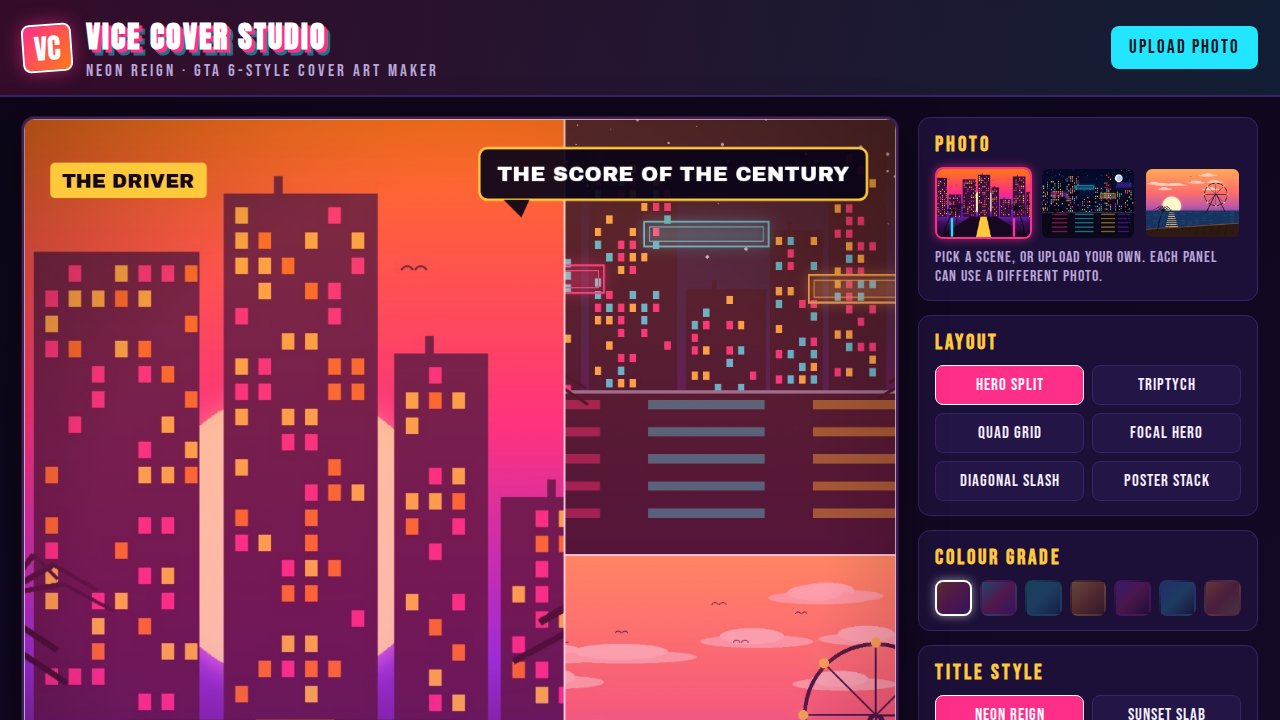 VC
VICE COVER STUDIO
NEON REIGN · GTA 6-STYLE COVER ART MAKER
UPLOAD PHOTO
THE DRIVER
THE SCORE OF THE CENTURY
PHOTO
PICK A SCENE, OR UPLOAD YOUR OWN. EACH PANEL
CAN USE A DIFFERENT PHOTO.
LAYOUT
HERO SPLIT
TRIPTYCH
QUAD GRID
FOCAL HERO
DIAGONAL SLASH
POSTER STACK
COLOUR GRADE
TITLE STYLE
NEON REIGN
SUNSET SLAB